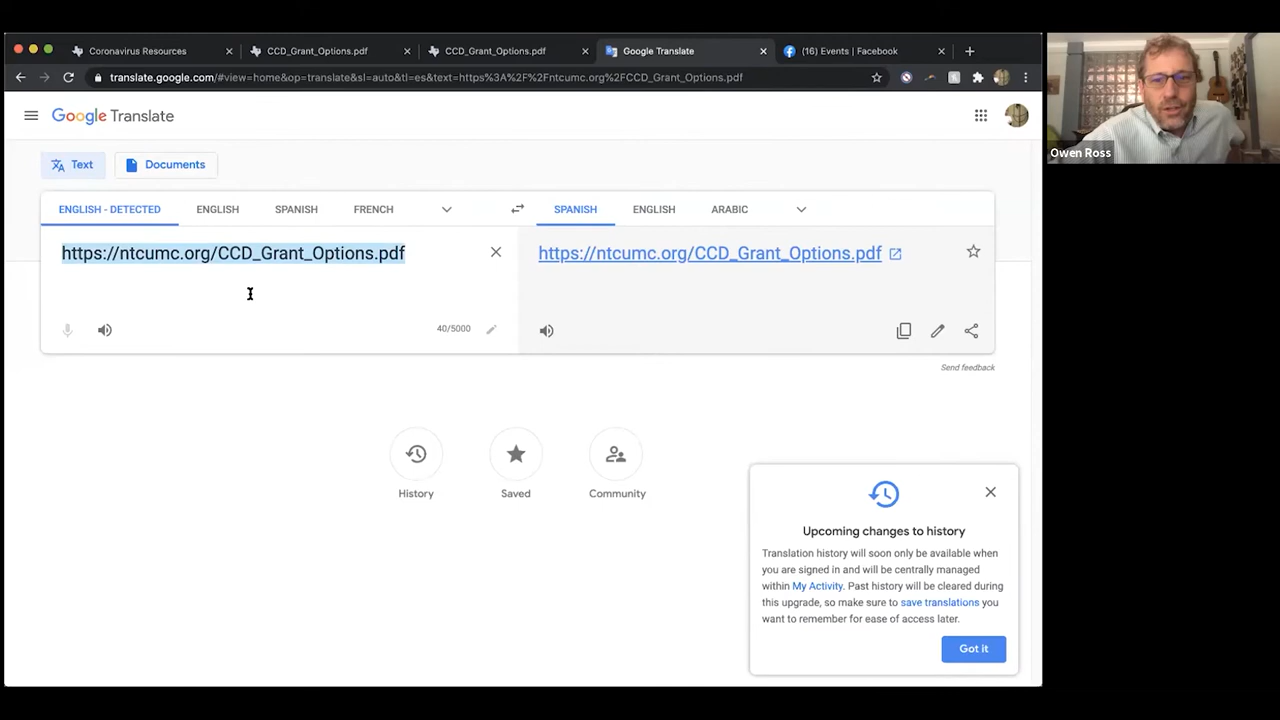 Coronavirus Resources
CCD_Grant_Options.pdf
CCD_Grant_Options.pdf
Google Translate
(16) Events | Facebook
translate.google.com/#view=home&op=translate&sl=auto&tl=es&text=https%3A%2F%2Fntcumc.org%2FCCD_Grant_Options.pdf
Google Translate
Text
Documents
ENGLISH - DETECTED
ENGLISH
SPANISH
FRENCH
SPANISH
ENGLISH
ARABIC
https://ntcumc.org/CCD_Grant_Options.pdf
https://ntcumc.org/CCD_Grant_Options.pdf
40/5000
Send feedback
History
Saved
Community
Upcoming changes to history
Translation history will soon only be available when
you are signed in and will be centrally managed
within My Activity. Past history will be cleared during
this upgrade, so make sure to save translations you
want to remember for ease of access later.
Got it
Owen Ross